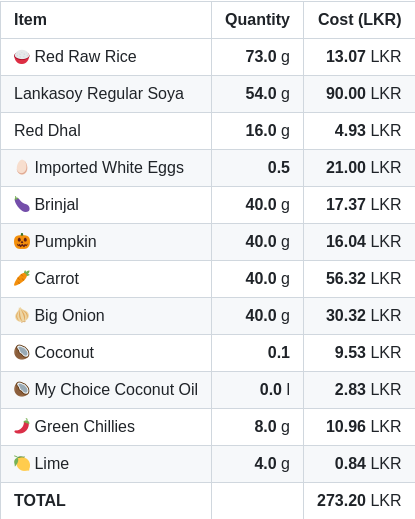 Item Quantity Cost (LKR)
Red Raw Rice 73.0 g 13.07 LKR
Lankasoy Regular Soya 54.0 g 90.00 LKR
Red Dhal 16.0 g 4.93 LKR
Imported White Eggs 0.5 21.00 LKR
Brinjal 40.0 g 17.37 LKR
Pumpkin 40.0 g 16.04 LKR
Carrot 40.0 g 56.32 LKR
Big Onion 40.0 g 30.32 LKR
Coconut 0.1 9.53 LKR
My Choice Coconut Oil 0.0 l 2.83 LKR
Green Chillies 8.0 g 10.96 LKR
Lime 4.0 g 0.84 LKR
TOTAL 273.20 LKR